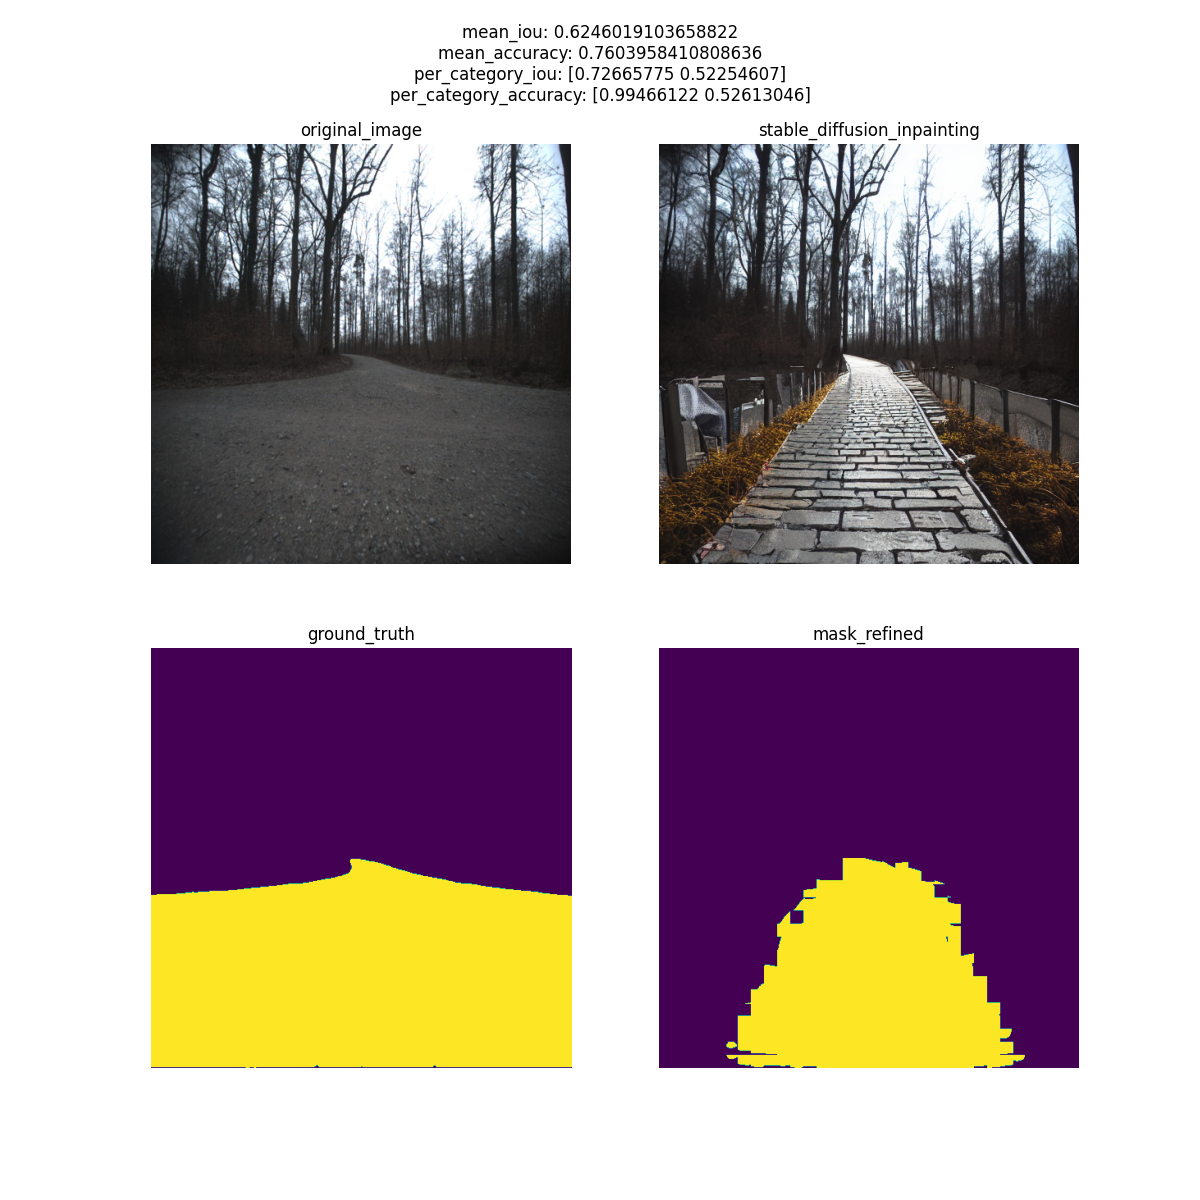 mean_iou: 0.6246019103658822
mean_accuracy: 0.7603958410808636
per_category_iou: [0.72665775 0.52254607]
per_category_accuracy: [0.99466122 0.52613046]
original_image
stable_diffusion_inpainting
ground_truth
mask_refined